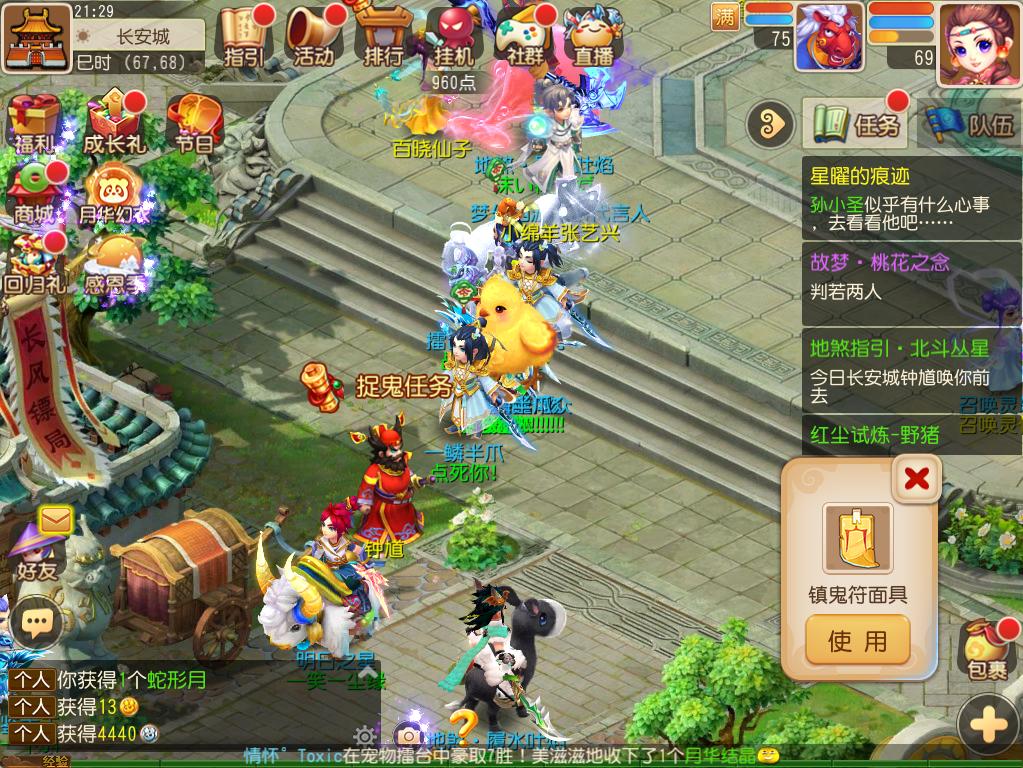 21:29
长安城
巳时 (67,68)
指引
活动
排行
挂机
960点
社群
直播
满
75
69
福利
成长礼
节日
商城
月华幻衣
回归礼
感恩季
任务
队伍
星曜的痕迹
孙小圣似乎有什么心事
，去看看他吧……
故梦·桃花之念
判若两人
地煞指引·北斗丛星
今日长安城钟馗唤你前
去
红尘试炼-野猪
召唤灵
召唤灵
百晓仙子
小绵羊张艺兴
长风镖局
捉鬼任务
一鳞半爪
点死你!
钟馗
明日之星
好友
镇鬼符面具
使用
包裹
个人 你获得1个蛇形月
个人 获得13
个人 获得4440
经验
情怀°Toxic在宠物擂台中豪取7胜！美滋滋地收下了1个月华结晶